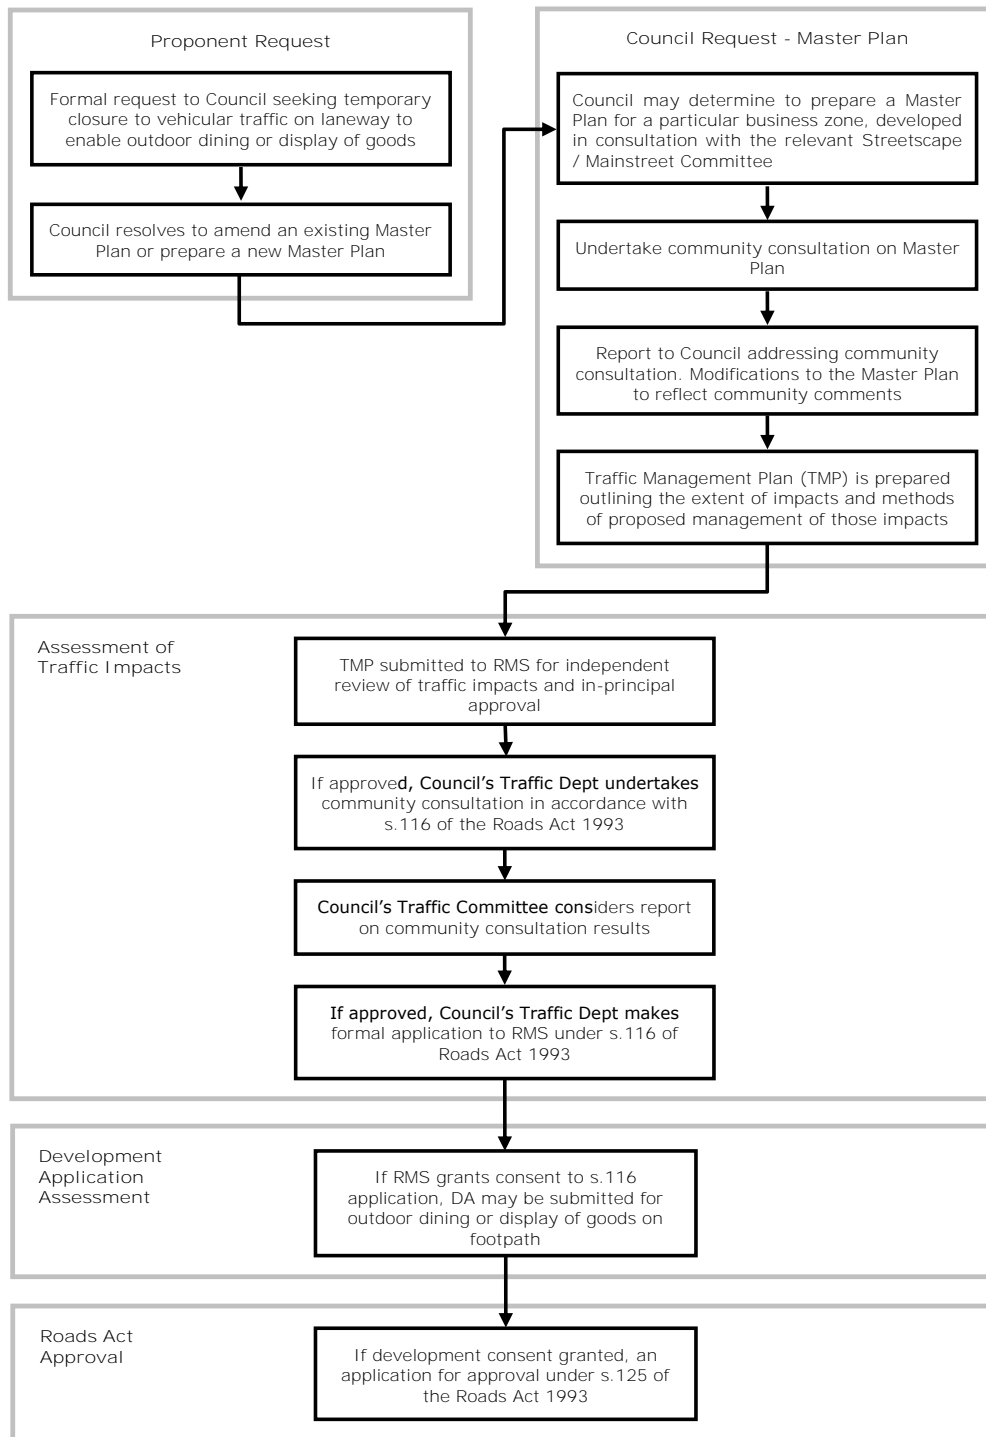 Proponent Request
Formal request to Council seeking temporary
closure to vehicular traffic on laneway to
enable outdoor dining or display of goods
Council resolves to amend an existing Master
Plan or prepare a new Master Plan
Council Request - Master Plan
Council may determine to prepare a Master
Plan for a particular business zone, developed
in consultation with the relevant Streetscape
/ Mainstreet Committee
Undertake community consultation on Master
Plan
Report to Council addressing community
consultation. Modifications to the Master Plan
to reflect community comments
Traffic Management Plan (TMP) is prepared
outlining the extent of impacts and methods
of proposed management of those impacts
Assessment of
Traffic Impacts
TMP submitted to RMS for independent
review of traffic impacts and in-principal
approval
If approved, Council’s Traffic Dept undertakes
community consultation in accordance with
s.116 of the Roads Act 1993
Council’s Traffic Committee considers report
on community consultation results
If approved, Council’s Traffic Dept makes
formal application to RMS under s.116 of
Roads Act 1993
Development
Application
Assessment
If RMS grants consent to s.116
application, DA may be submitted for
outdoor dining or display of goods on
footpath
Roads Act
Approval
If development consent granted, an
application for approval under s.125 of
the Roads Act 1993